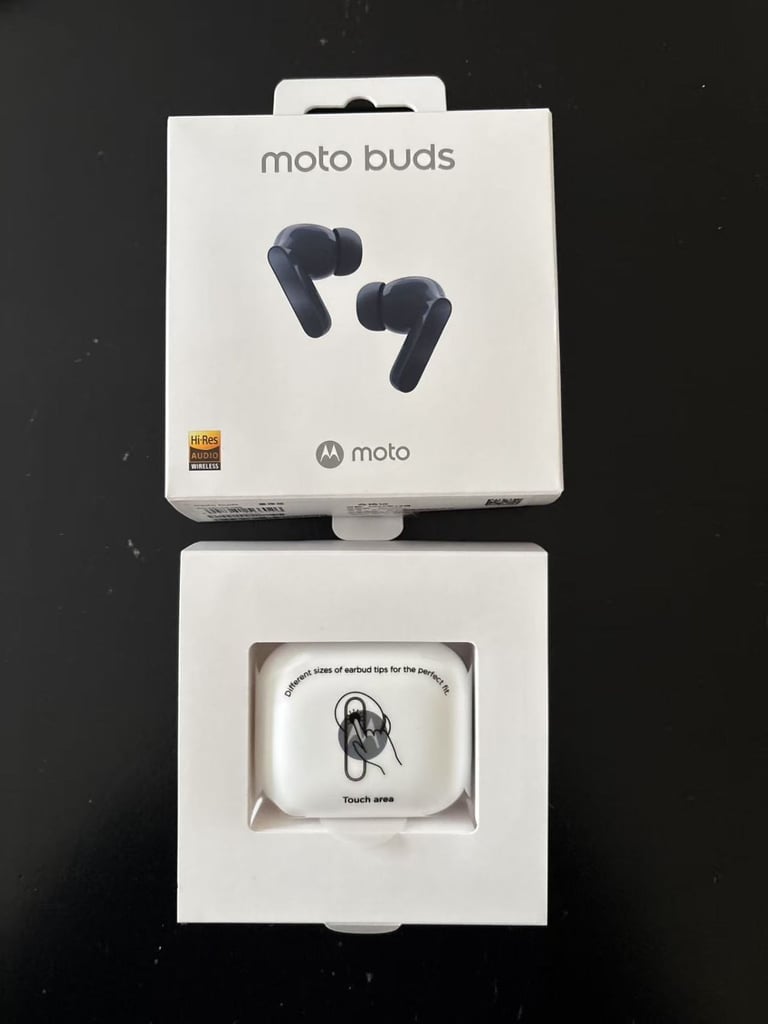 moto buds
Hi-Res
AUDIO
WIRELESS
moto
Different sizes of earbud tips for the perfect fit.
Touch area